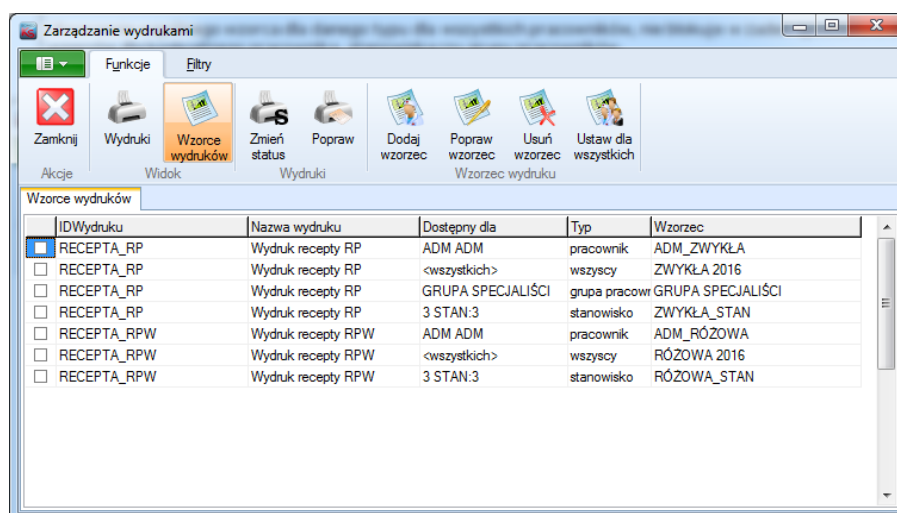 Zarządzanie wydrukami
Funkcje Filtry
Zamknij Wydruki Wzorce wydruków Zmień status Popraw Dodaj wzorzec Popraw wzorzec Usuń wzorzec Ustaw dla wszystkich
Akcje Widok Wydruki Wzorzec wydruku
Wzorce wydruków
IDWydruku Nazwa wydruku Dostępny dla Typ Wzorzec
RECEPTA_RP Wydruk recepty RP ADM ADM pracownik ADM_ZWYKŁA
RECEPTA_RP Wydruk recepty RP <wszystkich> wszyscy ZWYKŁA 2016
RECEPTA_RP Wydruk recepty RP GRUPA SPECJALIŚCI grupa pracowr GRUPA SPECJALIŚCI
RECEPTA_RP Wydruk recepty RP 3 STAN:3 stanowisko ZWYKŁA_STAN
RECEPTA_RPW Wydruk recepty RPW ADM ADM pracownik ADM_RÓŻOWA
RECEPTA_RPW Wydruk recepty RPW <wszystkich> wszyscy RÓŻOWA 2016
RECEPTA_RPW Wydruk recepty RPW 3 STAN:3 stanowisko RÓŻOWA_STAN